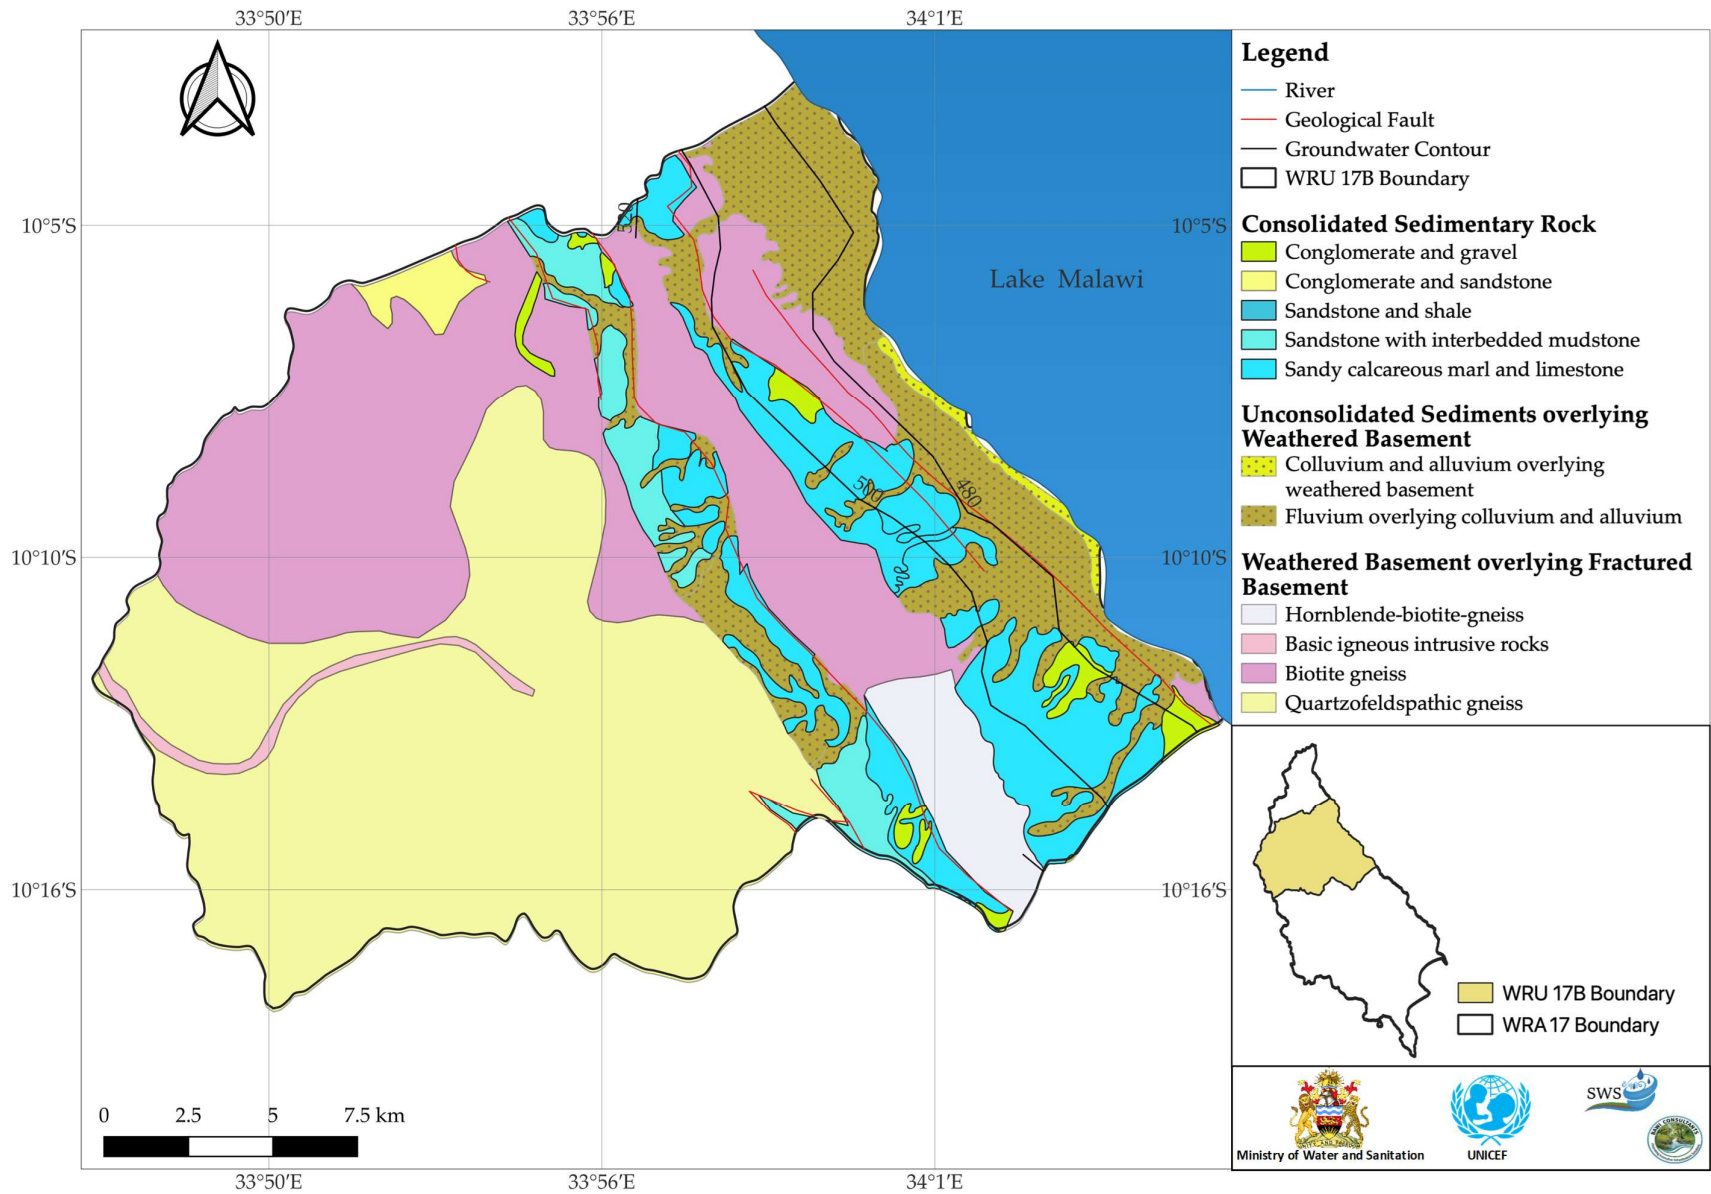 33°50'E 33°56'E 34°1'E
10°5'S 10°5'S
10°10'S 10°10'S
10°16'S 10°16'S
Lake Malawi
520
500
480
0 2.5 5 7.5 km
33°50'E 33°56'E 34°1'E
Legend
River
Geological Fault
Groundwater Contour
WRU 17B Boundary
Consolidated Sedimentary Rock
Conglomerate and gravel
Conglomerate and sandstone
Sandstone and shale
Sandstone with interbedded mudstone
Sandy calcareous marl and limestone
Unconsolidated Sediments overlying
Weathered Basement
Colluvium and alluvium overlying
weathered basement
Fluvium overlying colluvium and alluvium
Weathered Basement overlying Fractured
Basement
Hornblende-biotite-gneiss
Basic igneous intrusive rocks
Biotite gneiss
Quartzofeldspathic gneiss
WRU 17B Boundary
WRA 17 Boundary
Ministry of Water and Sanitation
UNICEF
SWS